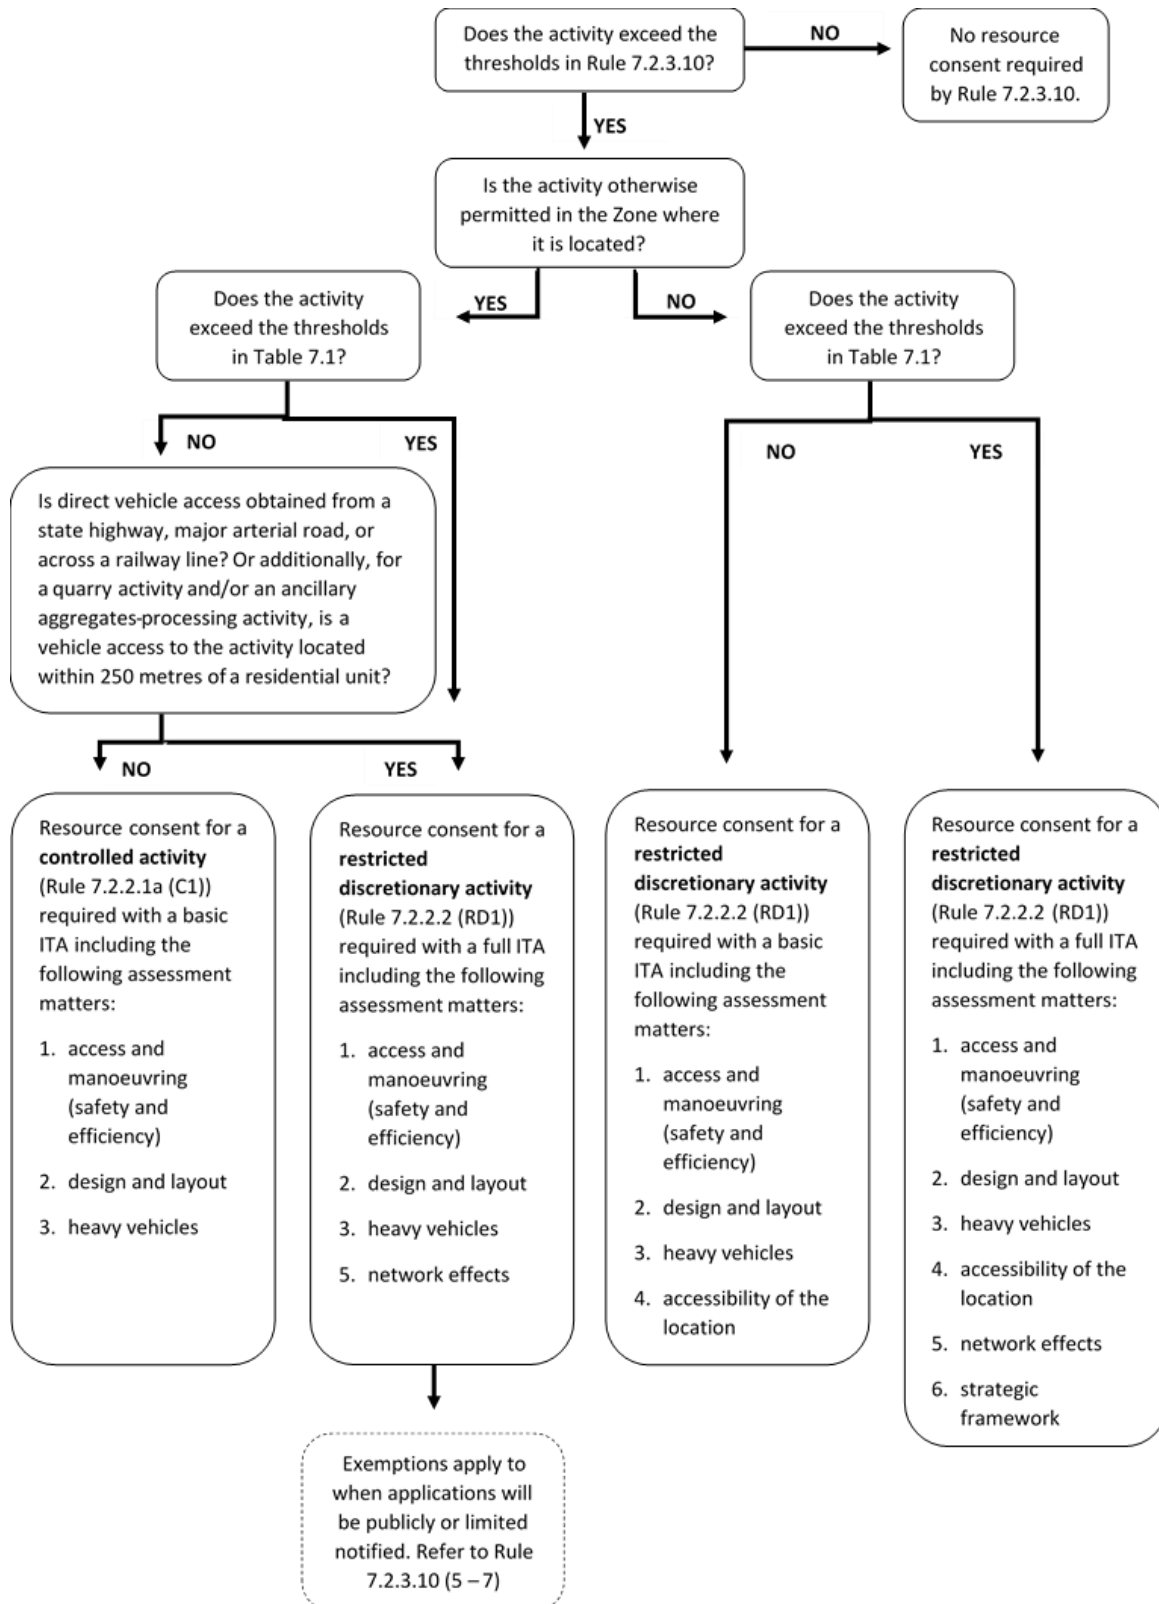 Does the activity exceed the
thresholds in Rule 7.2.3.10?
NO
No resource
consent required
by Rule 7.2.3.10.
YES
Is the activity otherwise
permitted in the Zone where
it is located?
YES
NO
Does the activity
exceed the thresholds
in Table 7.1?
Does the activity
exceed the thresholds
in Table 7.1?
NO
YES
NO
YES
Is direct vehicle access obtained from a
state highway, major arterial road, or
across a railway line? Or additionally, for
a quarry activity and/or an ancillary
aggregates-processing activity, is a
vehicle access to the activity located
within 250 metres of a residential unit?
NO
YES
Resource consent for a
controlled activity
(Rule 7.2.2.1a (C1))
required with a basic
ITA including the
following assessment
matters:
1. access and
manoeuvring
(safety and
efficiency)
2. design and layout
3. heavy vehicles
Resource consent for a
restricted
discretionary activity
(Rule 7.2.2.2 (RD1))
required with a full ITA
including the following
assessment matters:
1. access and
manoeuvring
(safety and
efficiency)
2. design and layout
3. heavy vehicles
5. network effects
Resource consent for a
restricted
discretionary activity
(Rule 7.2.2.2 (RD1))
required with a basic
ITA including the
following assessment
matters:
1. access and
manoeuvring
(safety and
efficiency)
2. design and layout
3. heavy vehicles
4. accessibility of the
location
Resource consent for a
restricted
discretionary activity
(Rule 7.2.2.2 (RD1))
required with a full ITA
including the following
assessment matters:
1. access and
manoeuvring
(safety and
efficiency)
2. design and layout
3. heavy vehicles
4. accessibility of the
location
5. network effects
6. strategic
framework
Exemptions apply to
when applications will
be publicly or limited
notified. Refer to Rule
7.2.3.10 (5 – 7)